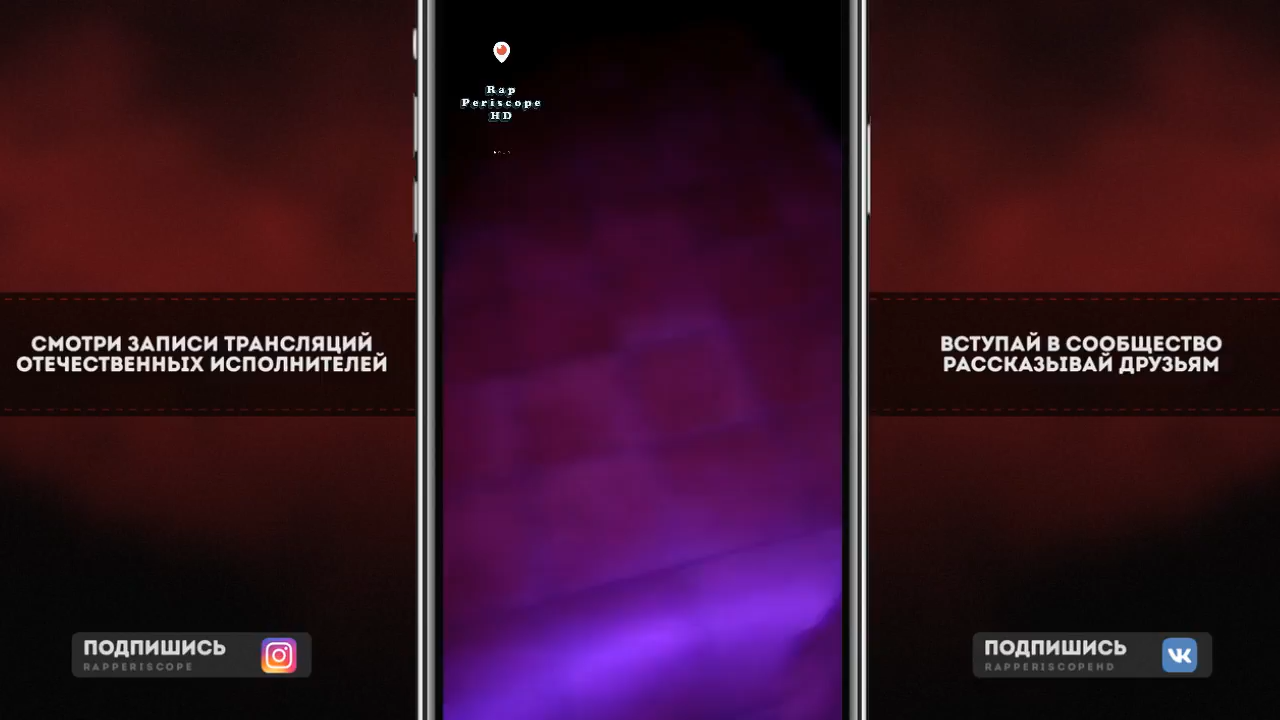 Rap
Periscope
HD
СМОТРИ ЗАПИСИ ТРАНСЛЯЦИЙ
ОТЕЧЕСТВЕННЫХ ИСПОЛНИТЕЛЕЙ
ВСТУПАЙ В СООБЩЕСТВО
РАССКАЗЫВАЙ ДРУЗЬЯМ
ПОДПИШИСЬ
RAPPERISCOPE
ПОДПИШИСЬ
RAPPERISCOPEHD